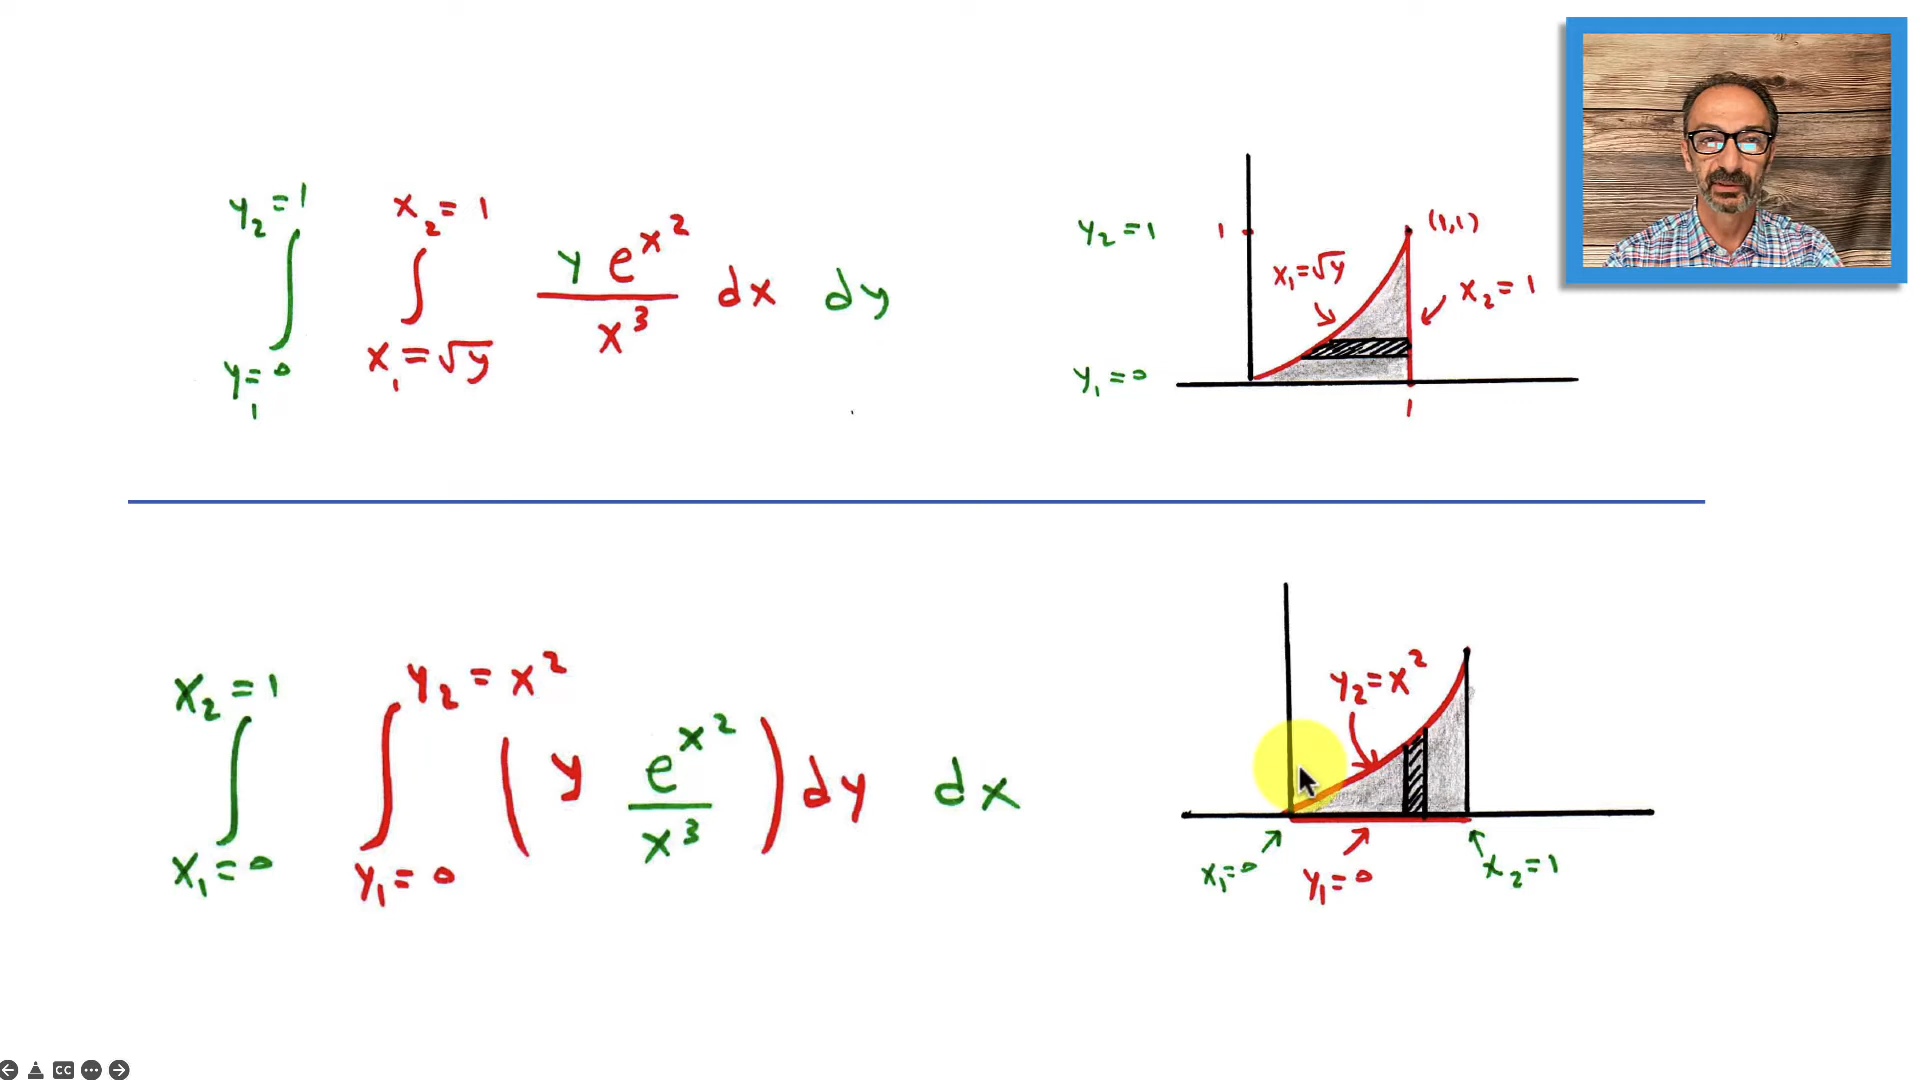 y₂ = 1 x₂ = 1
∫ ∫ y e^x² / x³ dx dy
y₁ = 0 x₁ = √y
y₂ = 1
1
(1,1)
x₁ = √y
x₂ = 1
y₁ = 0
1
x₂ = 1 y₂ = x²
∫ ∫ ( y e^x² / x³ ) dy dx
x₁ = 0 y₁ = 0
y₂ = x²
x₁ = 0
y₁ = 0
x₂ = 1
CC